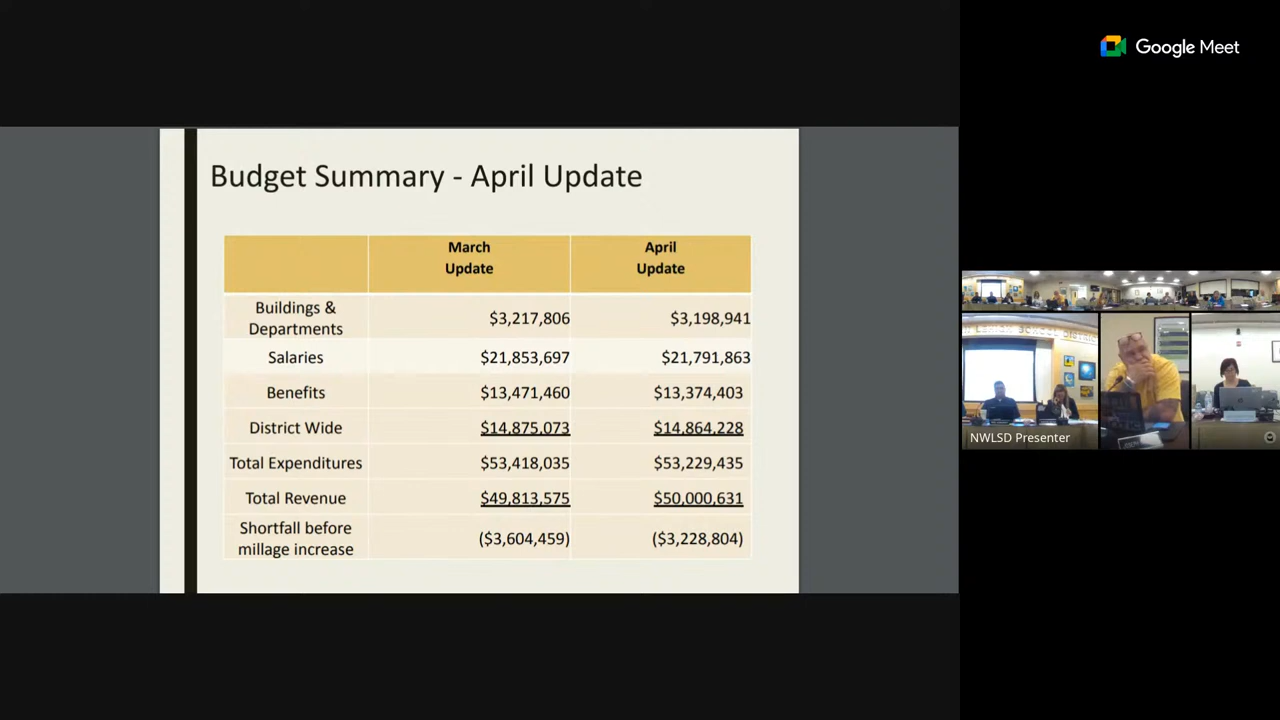 Google Meet
Budget Summary - April Update
March
Update
April
Update
Buildings &
Departments
$3,217,806
$3,198,941
Salaries
$21,853,697
$21,791,863
Benefits
$13,471,460
$13,374,403
District Wide
$14,875,073
$14,864,228
Total Expenditures
$53,418,035
$53,229,435
Total Revenue
$49,813,575
$50,000,631
Shortfall before
millage increase
($3,604,459)
($3,228,804)
NWLSD Presenter